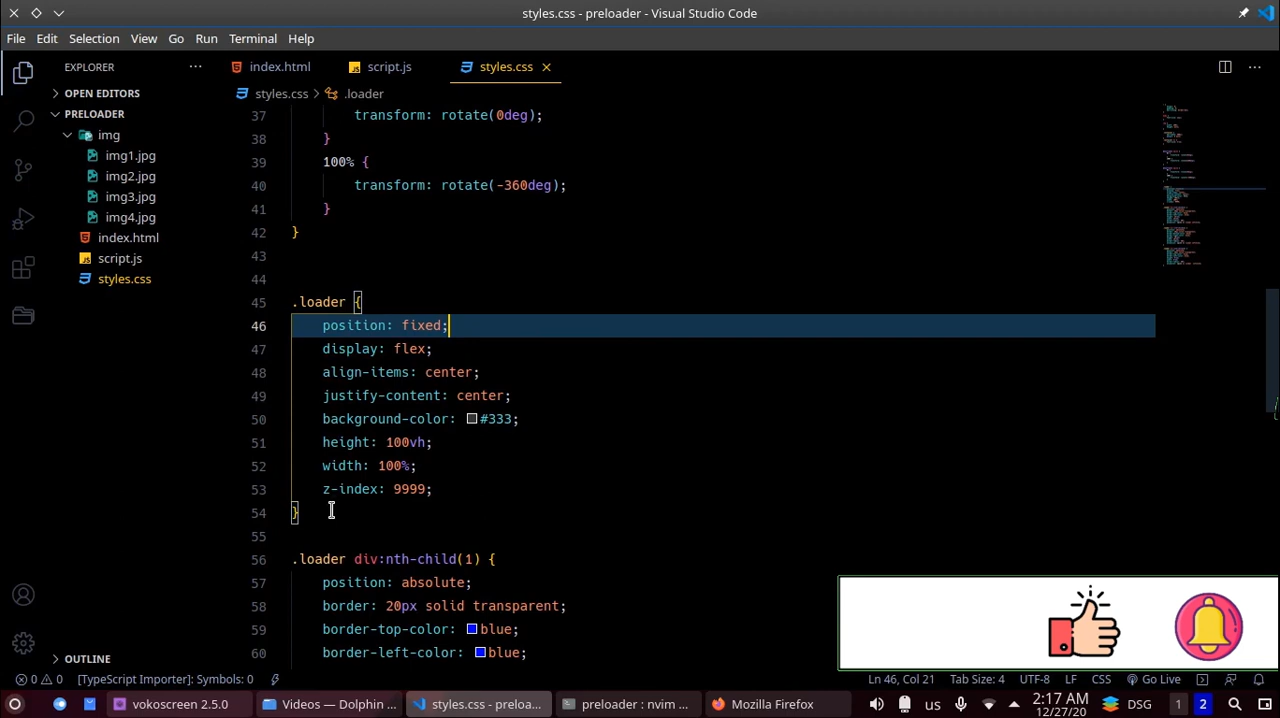 styles.css - preloader - Visual Studio Code
File Edit Selection View Go Run Terminal Help
EXPLORER ··· index.html script.js styles.css
OPEN EDITORS
styles.css > .loader
PRELOADER
img
img1.jpg
img2.jpg
img3.jpg
img4.jpg
index.html
script.js
styles.css
37 transform: rotate(0deg);
38 }
39 100% {
40 transform: rotate(-360deg);
41 }
42 }
43
44
45 .loader {
46 position: fixed;
47 display: flex;
48 align-items: center;
49 justify-content: center;
50 background-color: #333;
51 height: 100vh;
52 width: 100%;
53 z-index: 9999;
54 }
55
56 .loader div:nth-child(1) {
57 position: absolute;
58 border: 20px solid transparent;
59 border-top-color: blue;
60 border-left-color: blue;
OUTLINE
0 0 [TypeScript Importer]: Symbols: 0 Ln 46, Col 21 Tab Size: 4 UTF-8 LF CSS Go Live
vokoscreen 2.5.0 Videos — Dolphin ... styles.css - preloa... preloader : nvim ... Mozilla Firefox us 2:17 AM DSG 1 2
12/27/20